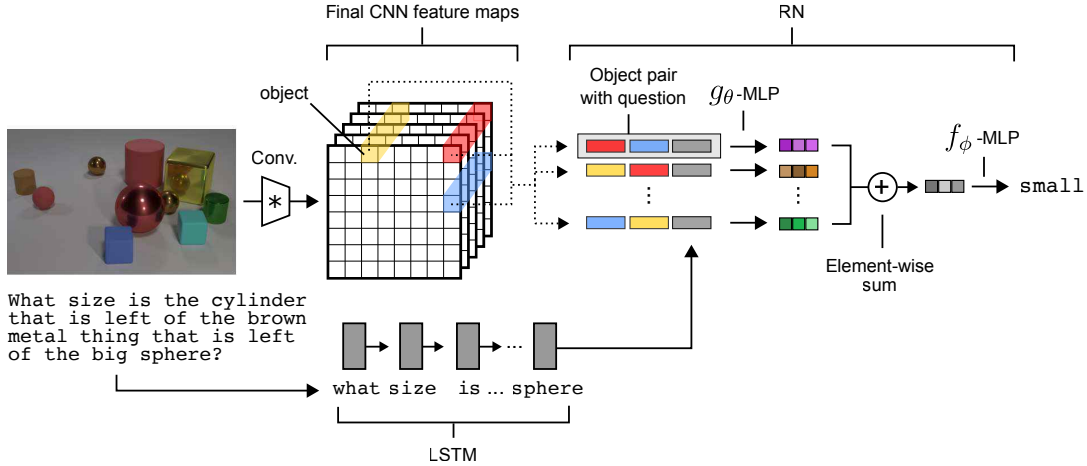 Final CNN feature maps
RN
Object pair
with question
object
g_θ-MLP
f_ϕ-MLP
Conv.
*
+
small
...
...
Element-wise
sum
What size is the cylinder
that is left of the brown
metal thing that is left
of the big sphere?
...
what size is ... sphere
LSTM